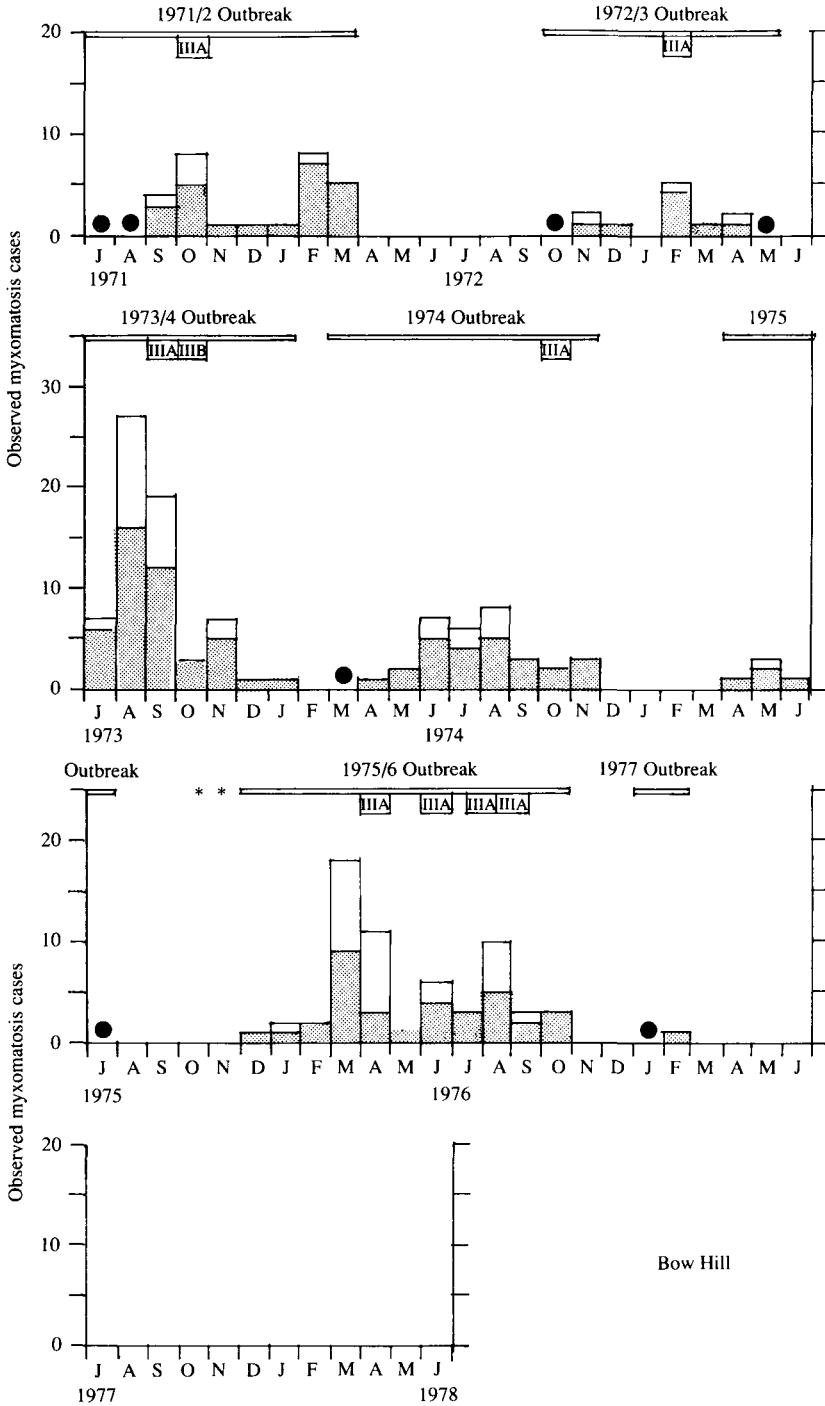 1971/2 Outbreak 1972/3 Outbreak
20
IIIA IIIA
10
0
J A S O N D J F M A M J J A S O N D J F M A M J
1971 1972
Observed myxomatosis cases
1973/4 Outbreak 1974 Outbreak 1975
IIIA IIIB IIIA
30
20
10
0
J A S O N D J F M A M J J A S O N D J F M A M J
1973 1974
Outbreak * * 1975/6 Outbreak 1977 Outbreak
IIIA IIIA IIIA IIIA
20
10
0
J A S O N D J F M A M J J A S O N D J F M A M J
1975 1976
Observed myxomatosis cases
20
10
0
J A S O N D J F M A M J
1977 1978
Bow Hill